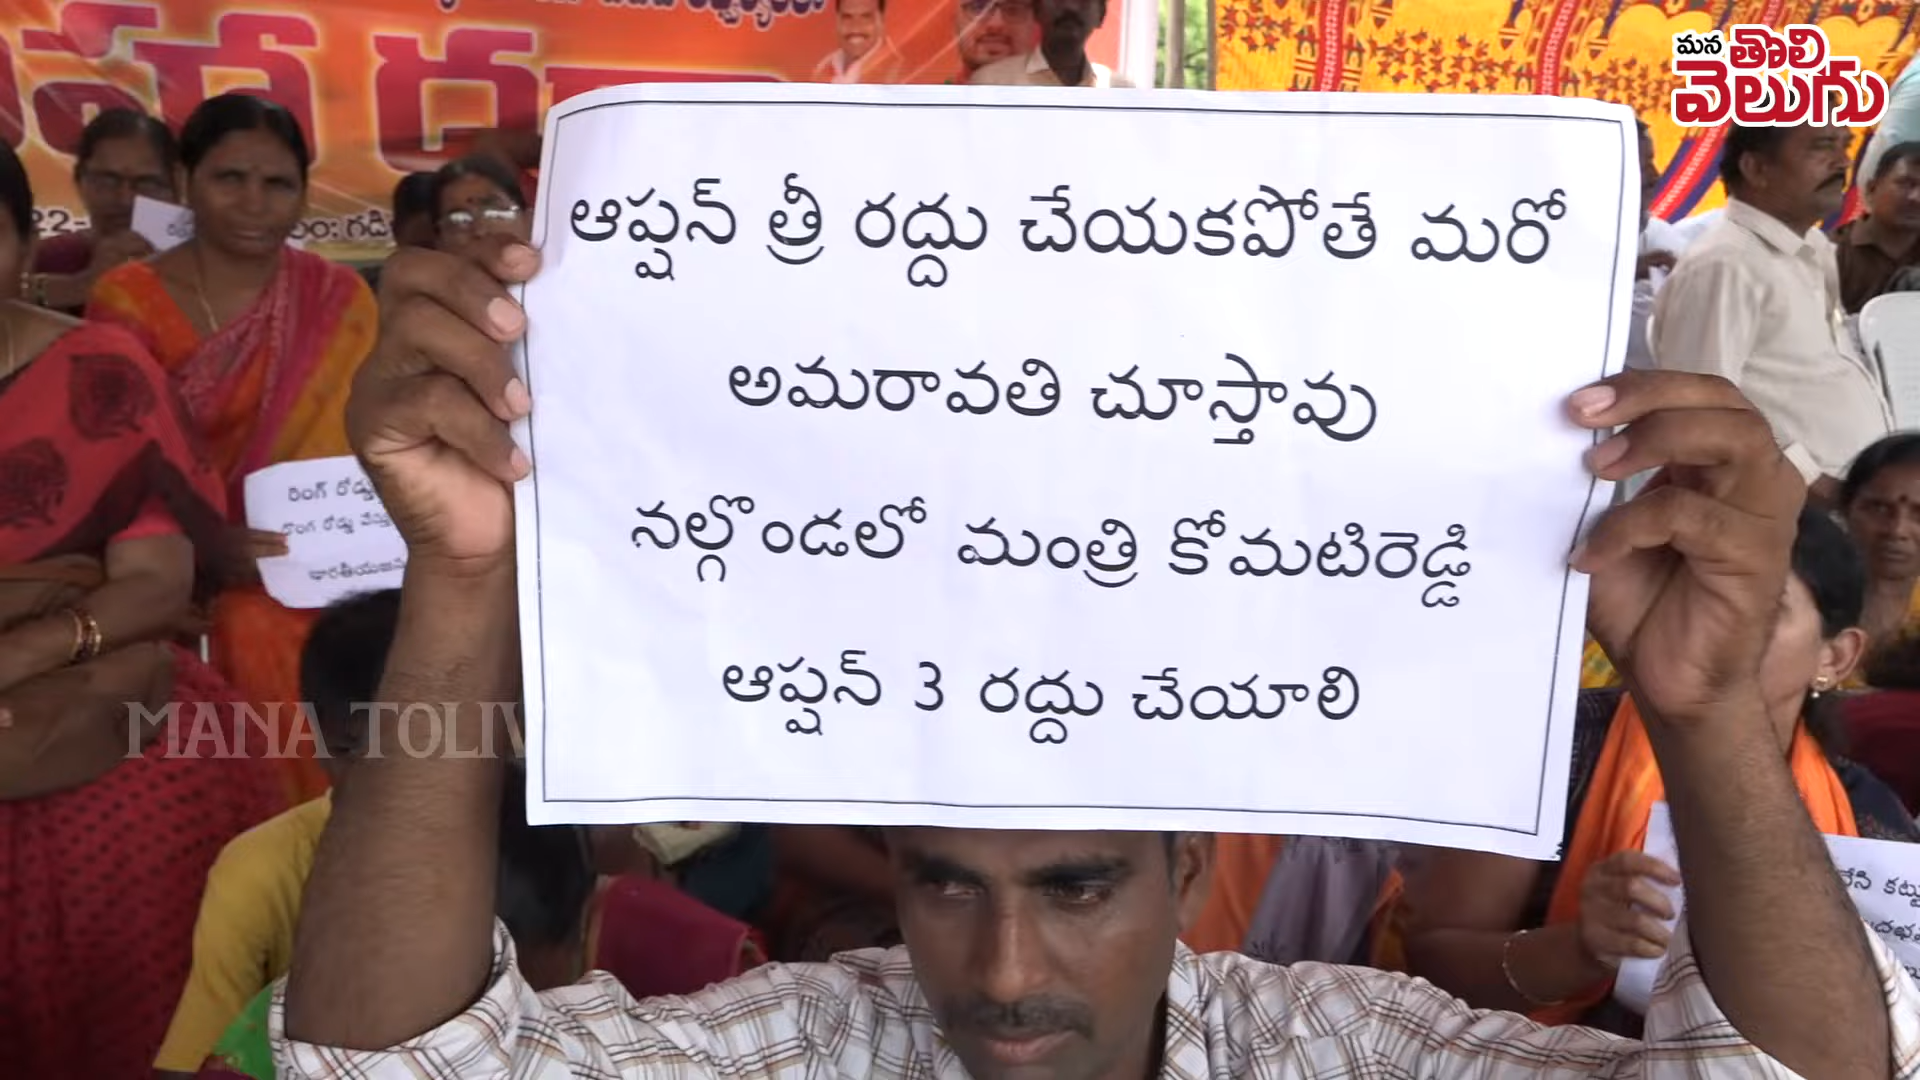 మన తొలి
వెలుగు
ఆప్షన్ త్రీ రద్దు చేయకపోతే మరో
అమరావతి చూస్తావు
నల్గొండలో మంత్రి కోమటిరెడ్డి
ఆప్షన్ 3 రద్దు చేయాలి
రింగ్ రోడ్డు
దొంగ రోడ్డు
MANA TOLIV